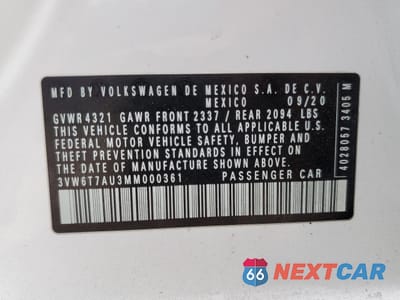 MFD BY VOLKSWAGEN DE MEXICO S.A. DE C.V.
MEXICO 09/20
GVWR 4321 GAWR FRONT 2337 / REAR 2094 LBS
THIS VEHICLE CONFORMS TO ALL APPLICABLE U.S.
FEDERAL MOTOR VEHICLE SAFETY, BUMPER AND
THEFT PREVENTION STANDARDS IN EFFECT ON THE
DATE OF MANUFACTURE SHOWN ABOVE.
3VW6T7AU3MM000361 PASSENGER CAR
4028057 3405 M
66 NEXTCAR